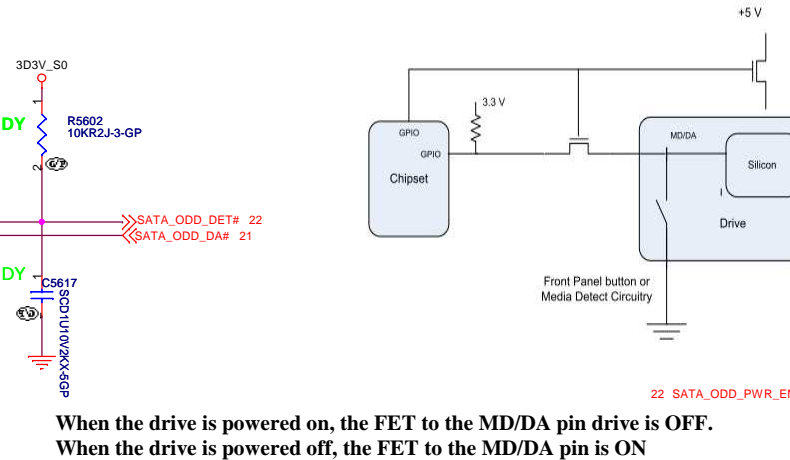 +5 V
3D3V_S0
1
DY
R5602
10KR2J-3-GP
2
3.3 V
GPIO
GPIO
Chipset
MD/DA
Silicon
Drive
SATA_ODD_DET# 22
SATA_ODD_DA# 21
DY
1
C5617
SCD1U10V2KX-5GP
Front Panel button or
Media Detect Circuitry
22 SATA_ODD_PWR_EN
When the drive is powered on, the FET to the MD/DA pin drive is OFF.
When the drive is powered off, the FET to the MD/DA pin is ON